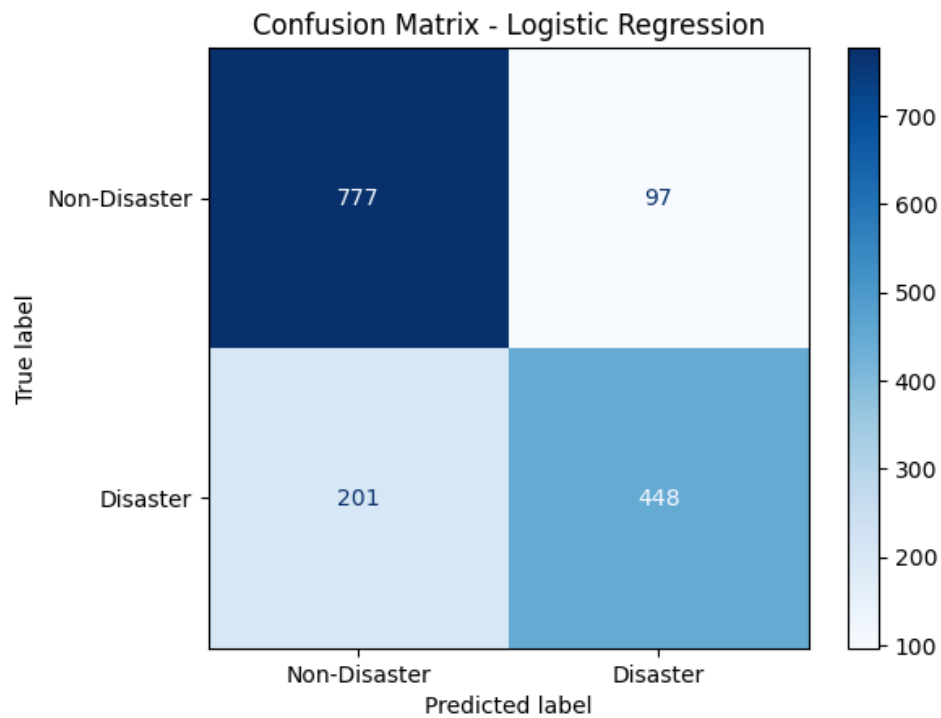 Confusion Matrix - Logistic Regression
Non-Disaster
777
97
True label
Disaster
201
448
Non-Disaster
Disaster
Predicted label
700
600
500
400
300
200
100